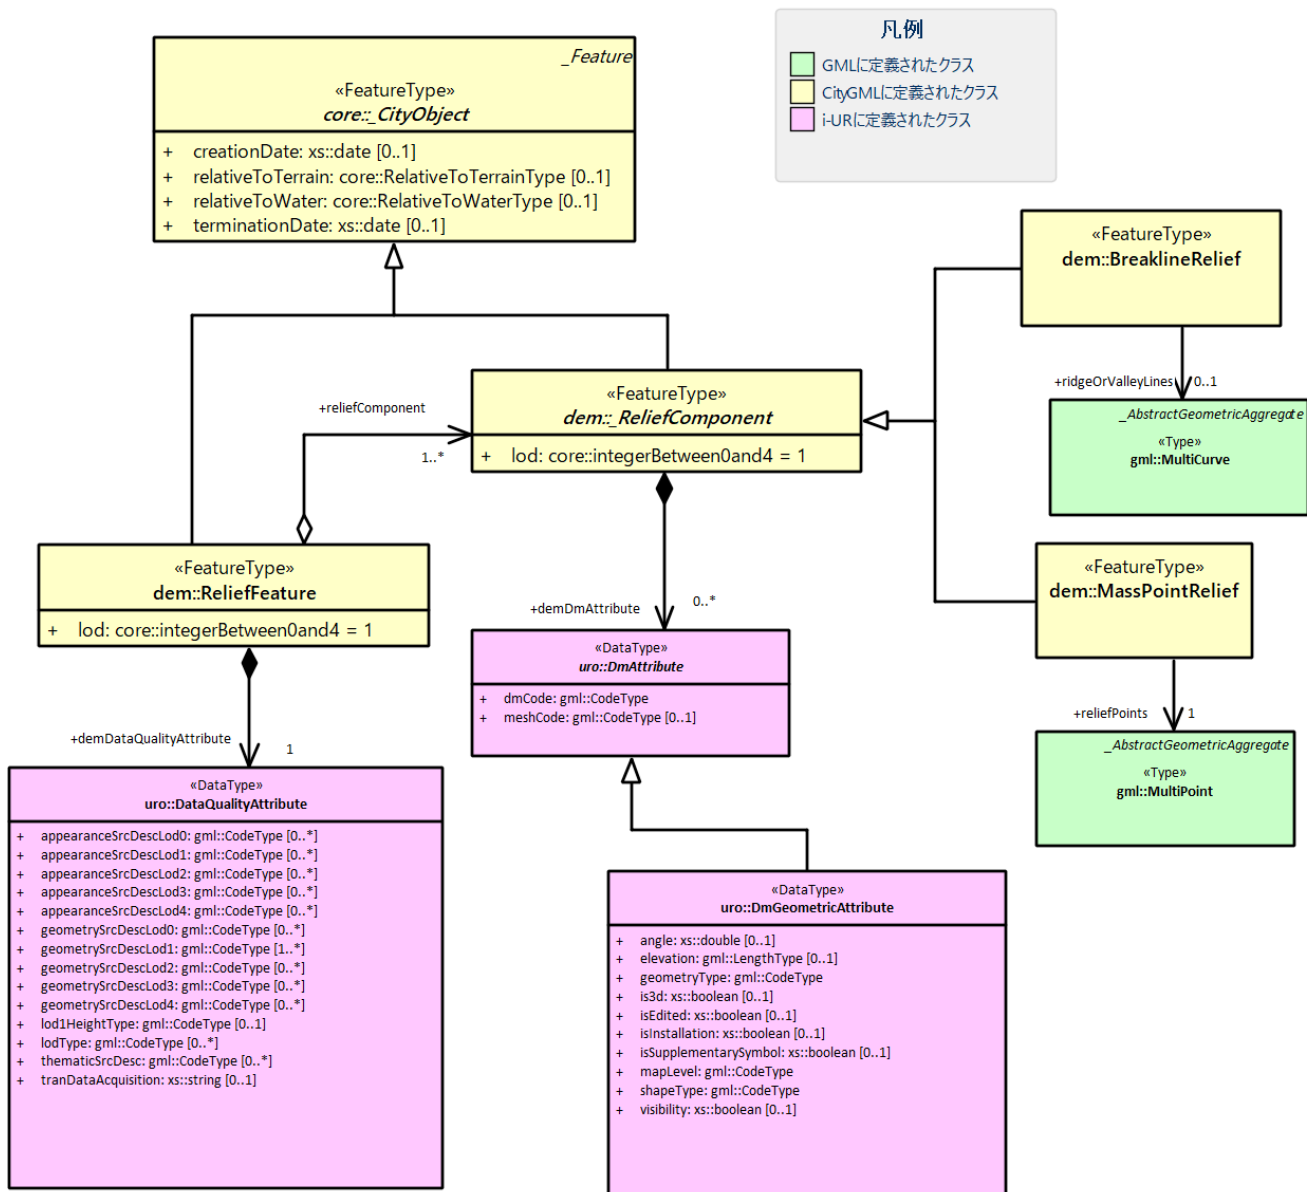 凡例
GMLに定義されたクラス
CityGMLに定義されたクラス
i-URに定義されたクラス
_Feature
«FeatureType»
core::_CityObject
+ creationDate: xs::date [0..1]
+ relativeToTerrain: core::RelativeToTerrainType [0..1]
+ relativeToWater: core::RelativeToWaterType [0..1]
+ terminationDate: xs::date [0..1]
«FeatureType»
dem::BreaklineRelief
+ridgeOrValleyLines
0..1
_AbstractGeometricAggregate
«Type»
gml::MultiCurve
«FeatureType»
dem::_ReliefComponent
+ lod: core::integerBetween0and4 = 1
+reliefComponent
1..*
«FeatureType»
dem::ReliefFeature
+ lod: core::integerBetween0and4 = 1
«FeatureType»
dem::MassPointRelief
+reliefPoints
1
_AbstractGeometricAggregate
«Type»
gml::MultiPoint
+demDmAttribute
0..*
«DataType»
uro::DmAttribute
+ dmCode: gml::CodeType
+ meshCode: gml::CodeType [0..1]
+demDataQualityAttribute
1
«DataType»
uro::DataQualityAttribute
+ appearanceSrcDescLod0: gml::CodeType [0..*]
+ appearanceSrcDescLod1: gml::CodeType [0..*]
+ appearanceSrcDescLod2: gml::CodeType [0..*]
+ appearanceSrcDescLod3: gml::CodeType [0..*]
+ appearanceSrcDescLod4: gml::CodeType [0..*]
+ geometrySrcDescLod0: gml::CodeType [0..*]
+ geometrySrcDescLod1: gml::CodeType [1..*]
+ geometrySrcDescLod2: gml::CodeType [0..*]
+ geometrySrcDescLod3: gml::CodeType [0..*]
+ geometrySrcDescLod4: gml::CodeType [0..*]
+ lod1HeightType: gml::CodeType [0..1]
+ lodType: gml::CodeType [0..*]
+ thematicSrcDesc: gml::CodeType [0..*]
+ tranDataAcquisition: xs::string [0..1]
«DataType»
uro::DmGeometricAttribute
+ angle: xs::double [0..1]
+ elevation: gml::LengthType [0..1]
+ geometryType: gml::CodeType
+ is3d: xs::boolean [0..1]
+ isEdited: xs::boolean [0..1]
+ isInstallation: xs::boolean [0..1]
+ isSupplementarySymbol: xs::boolean [0..1]
+ mapLevel: gml::CodeType
+ shapeType: gml::CodeType
+ visibility: xs::boolean [0..1]